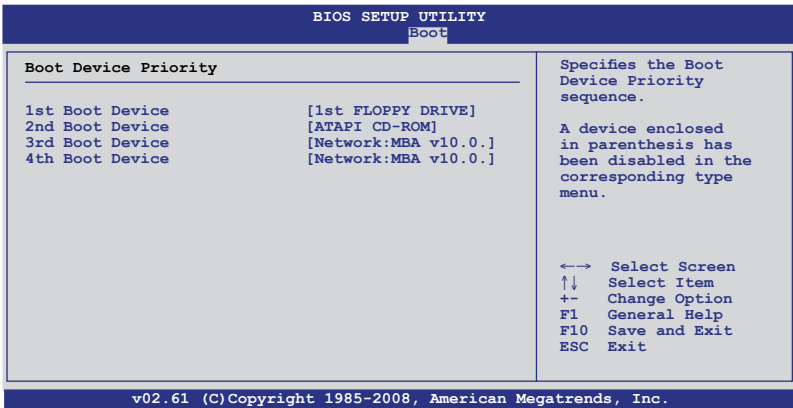 BIOS SETUP UTILITY
Boot
Boot Device Priority
1st Boot Device [1st FLOPPY DRIVE]
2nd Boot Device [ATAPI CD-ROM]
3rd Boot Device [Network:MBA v10.0.]
4th Boot Device [Network:MBA v10.0.]
Specifies the Boot
Device Priority
sequence.
A device enclosed
in parenthesis has
been disabled in the
corresponding type
menu.
←→ Select Screen
↑↓ Select Item
+- Change Option
F1 General Help
F10 Save and Exit
ESC Exit
v02.61 (C)Copyright 1985-2008, American Megatrends, Inc.